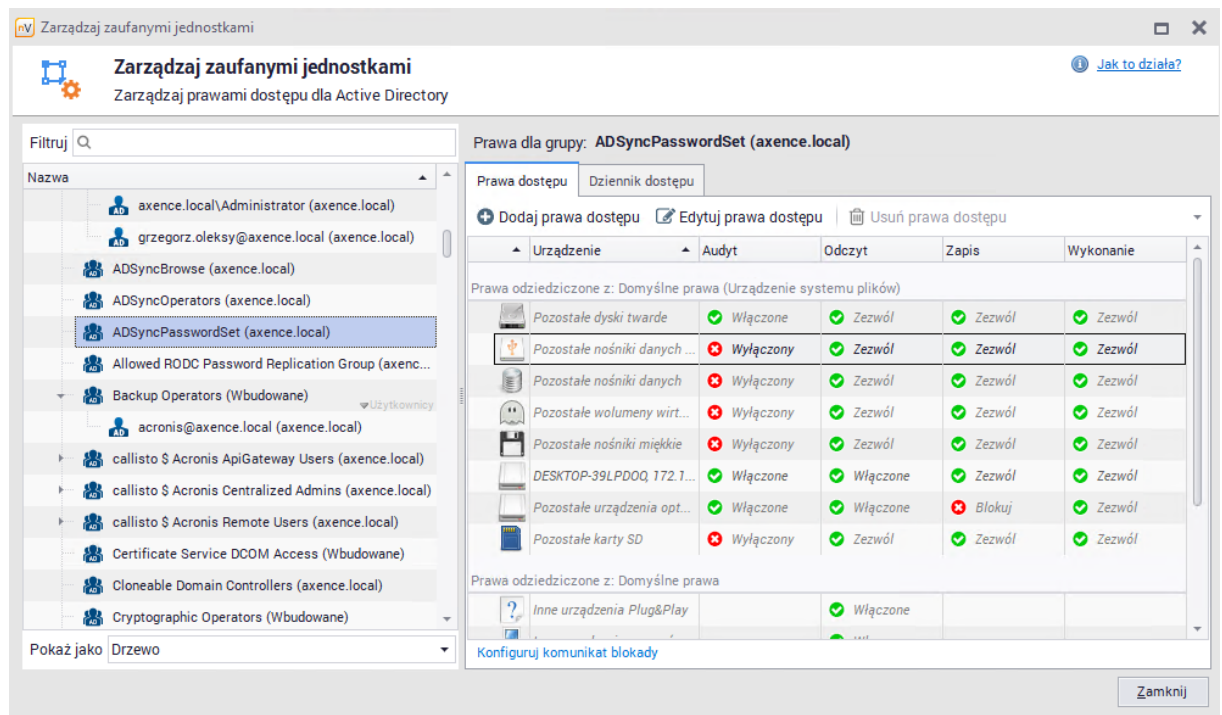 nV Zarządzaj zaufanymi jednostkami
Zarządzaj zaufanymi jednostkami
Zarządzaj prawami dostępu dla Active Directory
Jak to działa?
Filtruj
Nazwa
axence.local\Administrator (axence.local)
grzegorz.oleksy@axence.local (axence.local)
ADSyncBrowse (axence.local)
ADSyncOperators (axence.local)
ADSyncPasswordSet (axence.local)
Allowed RODC Password Replication Group (axenc...
Backup Operators (Wbudowane)
Użytkownicy
acronis@axence.local (axence.local)
callisto $ Acronis ApiGateway Users (axence.local)
callisto $ Acronis Centralized Admins (axence.local)
callisto $ Acronis Remote Users (axence.local)
Certificate Service DCOM Access (Wbudowane)
Cloneable Domain Controllers (axence.local)
Cryptographic Operators (Wbudowane)
Pokaż jako Drzewo
Prawa dla grupy: ADSyncPasswordSet (axence.local)
Prawa dostępu Dziennik dostępu
Dodaj prawa dostępu Edytuj prawa dostępu Usuń prawa dostępu
Urządzenie Audyt Odczyt Zapis Wykonanie
Prawa odziedziczone z: Domyślne prawa (Urządzenie systemu plików)
Pozostałe dyski twarde Włączone Zezwól Zezwól Zezwól
Pozostałe nośniki danych ... Wyłączony Zezwól Zezwól Zezwól
Pozostałe nośniki danych Wyłączony Zezwól Zezwól Zezwól
Pozostałe wolumeny wirt... Wyłączony Zezwól Zezwól Zezwól
Pozostałe nośniki miękkie Wyłączony Zezwól Zezwól Zezwól
DESKTOP-39LPDOQ, 172.1... Włączone Włączone Zezwól Zezwól
Pozostałe urządzenia opt... Włączone Włączone Blokuj Zezwól
Pozostałe karty SD Wyłączony Zezwól Zezwól Zezwól
Prawa odziedziczone z: Domyślne prawa
Inne urządzenia Plug&Play Włączone
Konfiguruj komunikat blokady
Zamknij